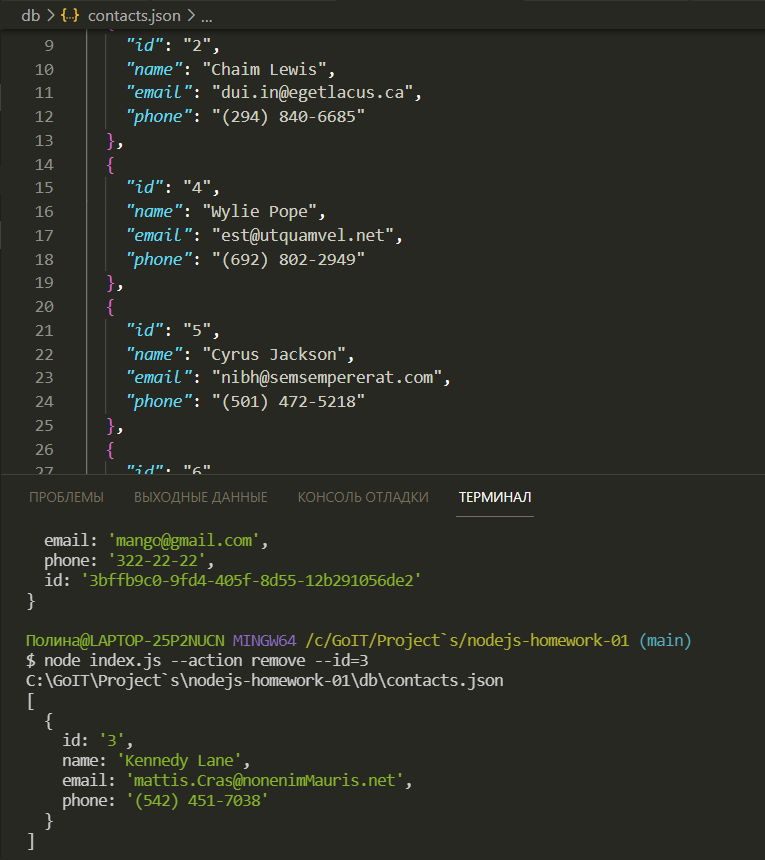 db > {..} contacts.json > ...
9 "id": "2",
10 "name": "Chaim Lewis",
11 "email": "dui.in@egetlacus.ca",
12 "phone": "(294) 840-6685"
13 },
14 {
15 "id": "4",
16 "name": "Wylie Pope",
17 "email": "est@utquamvel.net",
18 "phone": "(692) 802-2949"
19 },
20 {
21 "id": "5",
22 "name": "Cyrus Jackson",
23 "email": "nibh@semsempererat.com",
24 "phone": "(501) 472-5218"
25 },
26 {
27 "id": "6"
ПРОБЛЕМЫ ВЫХОДНЫЕ ДАННЫЕ КОНСОЛЬ ОТЛАДКИ ТЕРМИНАЛ
email: 'mango@gmail.com',
phone: '322-22-22',
id: '3bffb9c0-9fd4-405f-8d55-12b291056de2'
}
Полина@LAPTOP-25P2NUCN MINGW64 /c/GoIT/Project`s/nodejs-homework-01 (main)
$ node index.js --action remove --id=3
C:\GoIT\Project`s\nodejs-homework-01\db\contacts.json
[
{
id: '3',
name: 'Kennedy Lane',
email: 'mattis.Cras@nonenimMauris.net',
phone: '(542) 451-7038'
}
]